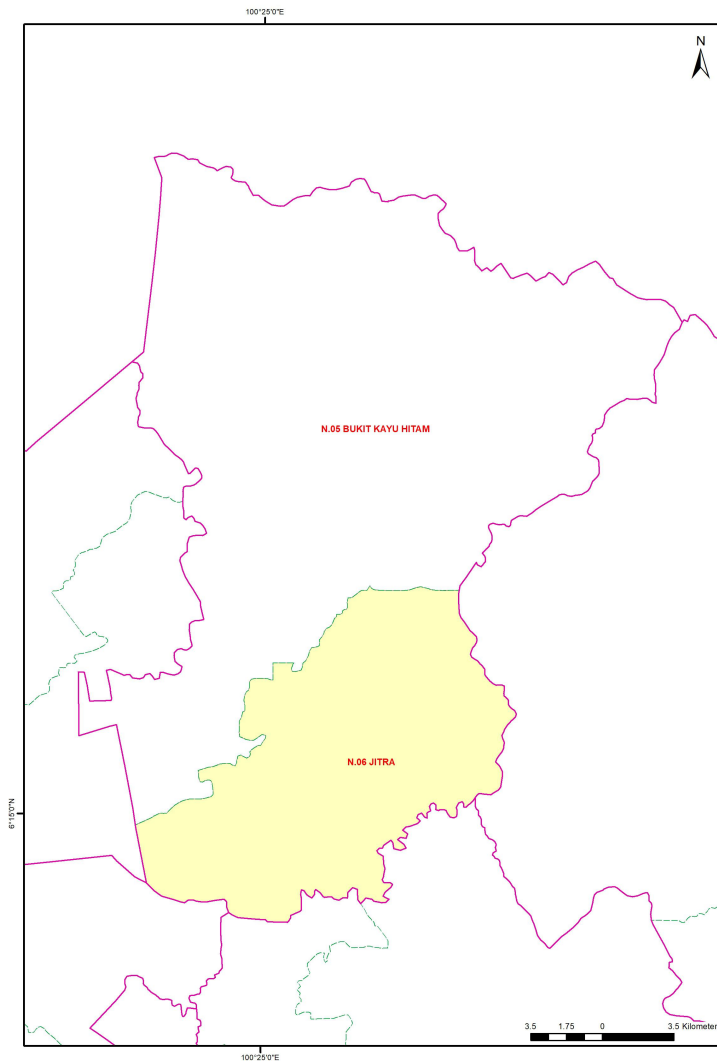 100°25'0"E
N
N.05 BUKIT KAYU HITAM
N.06 JITRA
6°15'0"N
3.5 1.75 0 3.5 Kilometer
100°25'0"E